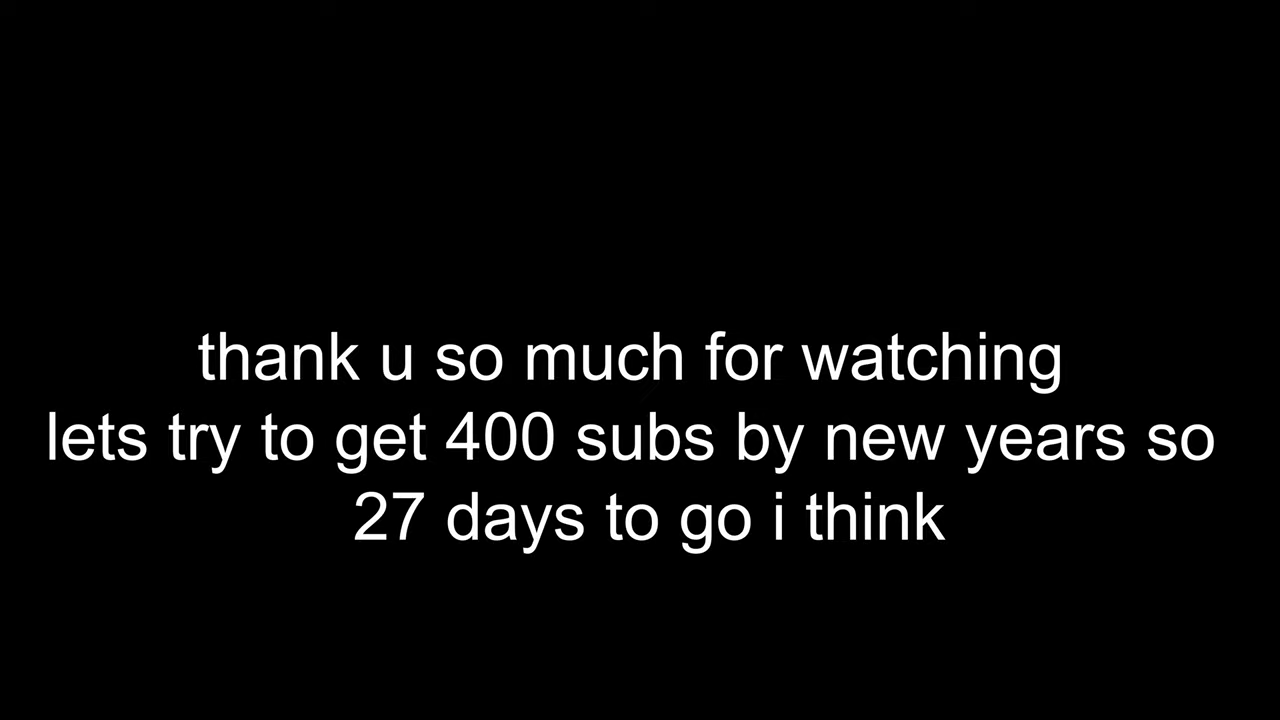 thank u so much for watching
lets try to get 400 subs by new years so
27 days to go i think